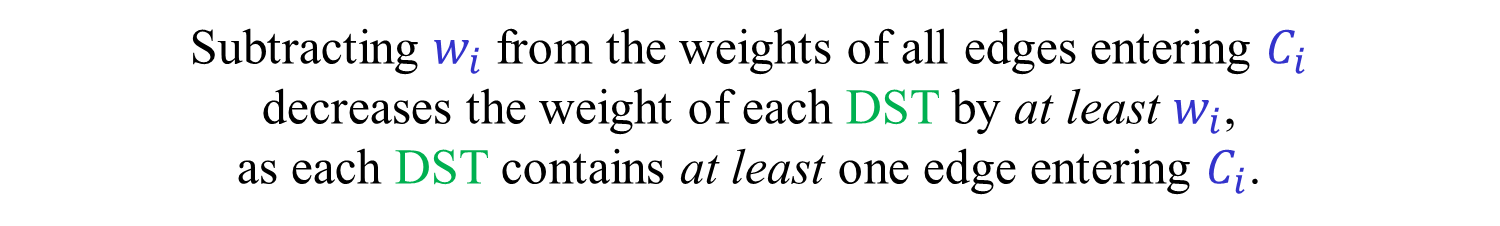 Subtracting wᵢ from the weights of all edges entering Cᵢ
decreases the weight of each DST by at least wᵢ,
as each DST contains at least one edge entering Cᵢ.